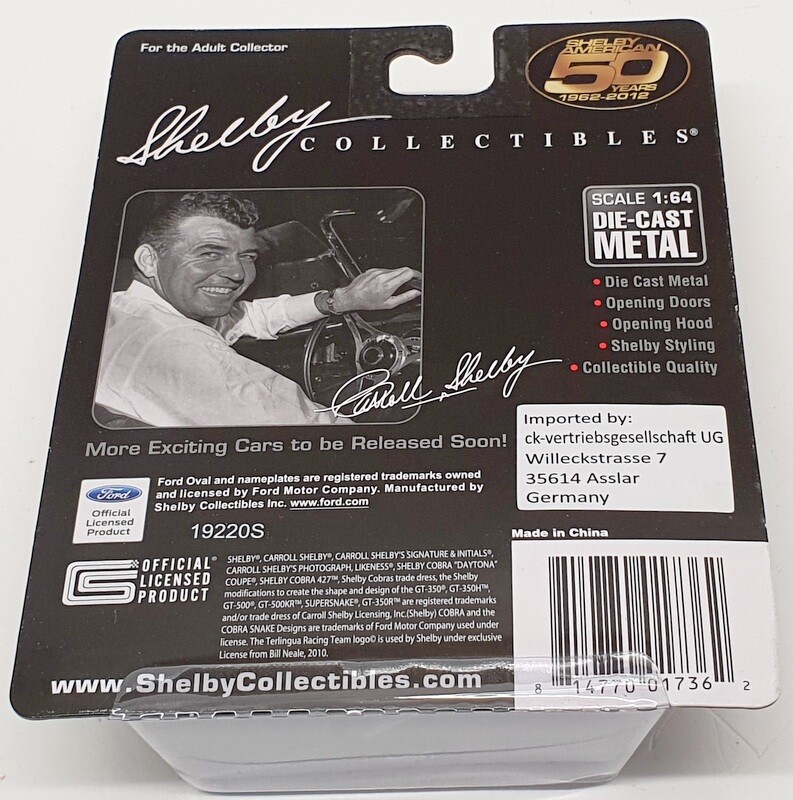 For the Adult Collector
SHELBY
AMERICAN
50
YEARS
1962-2012
Shelby
COLLECTIBLES®
SCALE 1:64
DIE-CAST
METAL
• Die Cast Metal
• Opening Doors
• Opening Hood
• Shelby Styling
• Collectible Quality
Carroll Shelby
More Exciting Cars to be Released Soon!
Imported by:
ck-vertriebsgesellschaft UG
Willeckstrasse 7
35614 Asslar
Germany
Ford
Official
Licensed
Product
Ford Oval and nameplates are registered trademarks owned
and licensed by Ford Motor Company. Manufactured by
Shelby Collectibles Inc. www.ford.com
19220S
Made in China
CS
OFFICIAL®
LICENSED
PRODUCT
SHELBY®, CARROLL SHELBY®, CARROLL SHELBY'S SIGNATURE & INITIALS®,
CARROLL SHELBY'S PHOTOGRAPH, LIKENESS®, SHELBY COBRA "DAYTONA"
COUPE®, SHELBY COBRA 427™, Shelby Cobras trade dress, the Shelby
modifications to create the shape and design of the GT-350®, GT-350H™,
GT-500®, GT-500KR™, SUPERSNAKE®, GT-350R™ are registered trademarks
and/or trade dress of Carroll Shelby Licensing, Inc.(Shelby) COBRA and the
COBRA SNAKE Designs are trademarks of Ford Motor Company used under
license. The Terlingua Racing Team logo© is used by Shelby under exclusive
License from Bill Neale, 2010.
www.ShelbyCollectibles.com
8 14770 01736 2